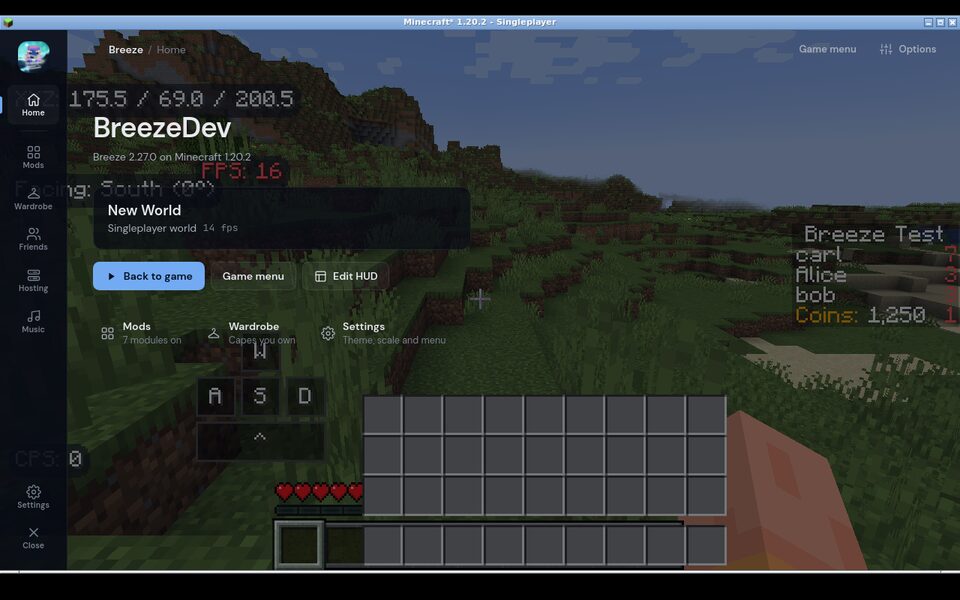 Minecraft* 1.20.2 - Singleplayer
Breeze / Home
Game menu
Options
175.5 / 69.0 / 200.5
Home
BreezeDev
Breeze 2.27.0 on Minecraft 1.20.2
FPS: 16
Mods
Facing: South (0°)
Wardrobe
New World
Singleplayer world 14 fps
Friends
Breeze Test
carl
Alice
bob
Coins: 1,250
Hosting
Back to game
Game menu
Edit HUD
Music
Mods
7 modules on
Wardrobe
Capes you own
Settings
Theme, scale and menu
W
A S D
^
CPS: 0
Settings
Close